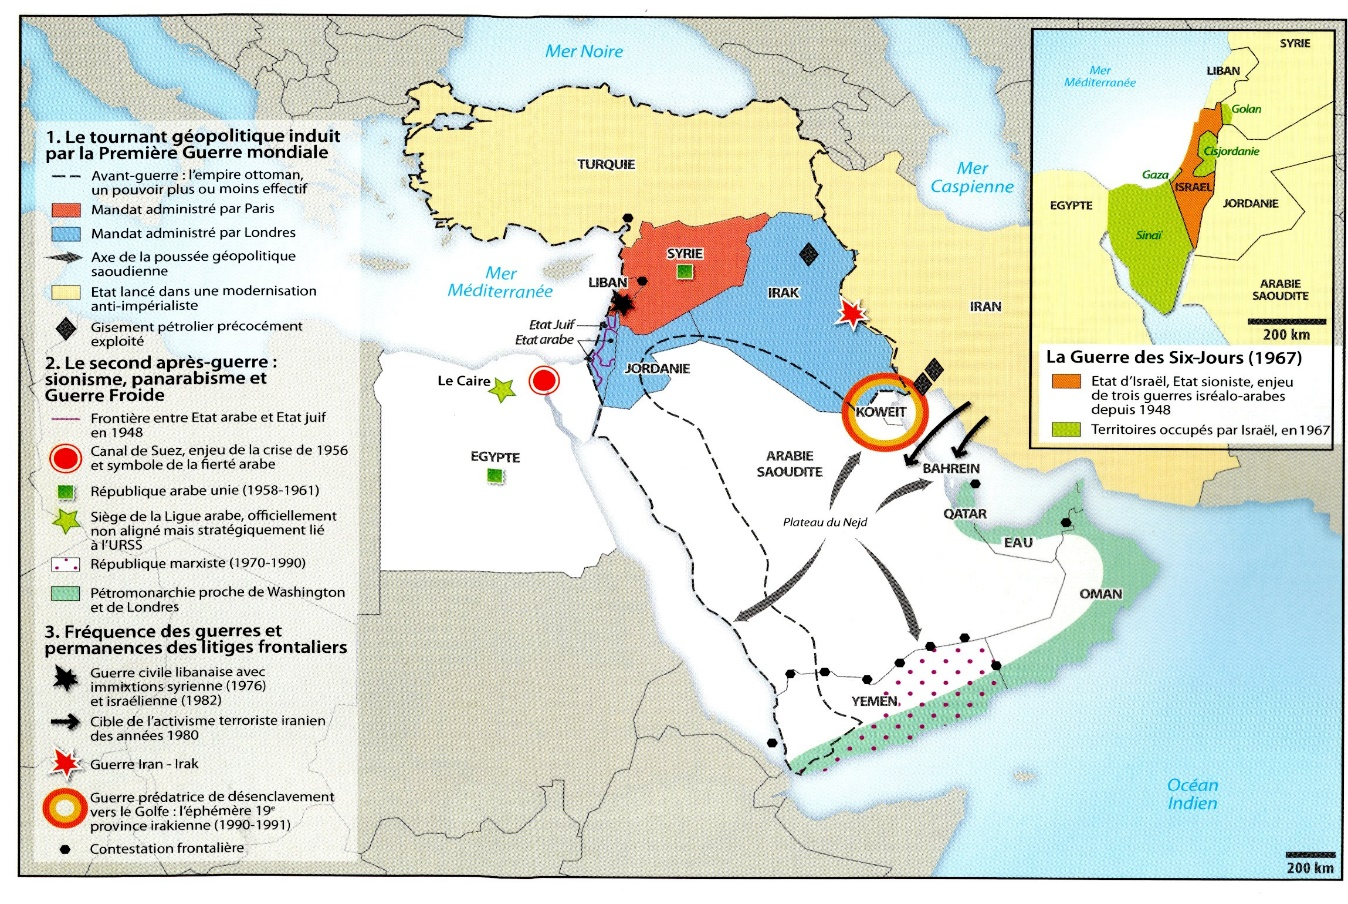 1. Le tournant géopolitique induit
par la Première Guerre mondiale
Avant-guerre : l'empire ottoman,
un pouvoir plus ou moins effectif
Mandat administré par Paris
Mandat administré par Londres
Axe de la poussée géopolitique
saoudienne
Etat lancé dans une modernisation
anti-impérialiste
Gisement pétrolier précocément
exploité
2. Le second après-guerre :
sionisme, panarabisme et
Guerre Froide
Frontière entre Etat arabe et Etat juif
en 1948
Canal de Suez, enjeu de la crise de 1956
et symbole de la fierté arabe
République arabe unie (1958-1961)
Siège de la Ligue arabe, officiellement
non aligné mais stratégiquement lié
à l'URSS
République marxiste (1970-1990)
Pétromonarchie proche de Washington
et de Londres
3. Fréquence des guerres et
permanences des litiges frontaliers
Guerre civile libanaise avec
immixtions syrienne (1976)
et israélienne (1982)
Cible de l'activisme terroriste iranien
des années 1980
Guerre Iran - Irak
Guerre prédatrice de désenclavement
vers le Golfe : l'éphémère 19e
province irakienne (1990-1991)
Contestation frontalière
Mer Noire
TURQUIE
Mer
Caspienne
SYRIE
LIBAN
Mer
Méditerranée
IRAK
IRAN
Etat Juif
Etat arabe
JORDANIE
Le Caire
KOWEIT
EGYPTE
ARABIE
SAOUDITE
BAHREIN
QATAR
Plateau du Nejd
EAU
OMAN
YEMEN
Océan
Indien
200 km
SYRIE
Mer
Méditerranée
LIBAN
Golan
Cisjordanie
Gaza
ISRAEL
EGYPTE
JORDANIE
Sinaï
ARABIE
SAOUDITE
200 km
La Guerre des Six-Jours (1967)
Etat d'Israël, Etat sioniste, enjeu
de trois guerres isréalo-arabes
depuis 1948
Territoires occupés par Israël, en 1967